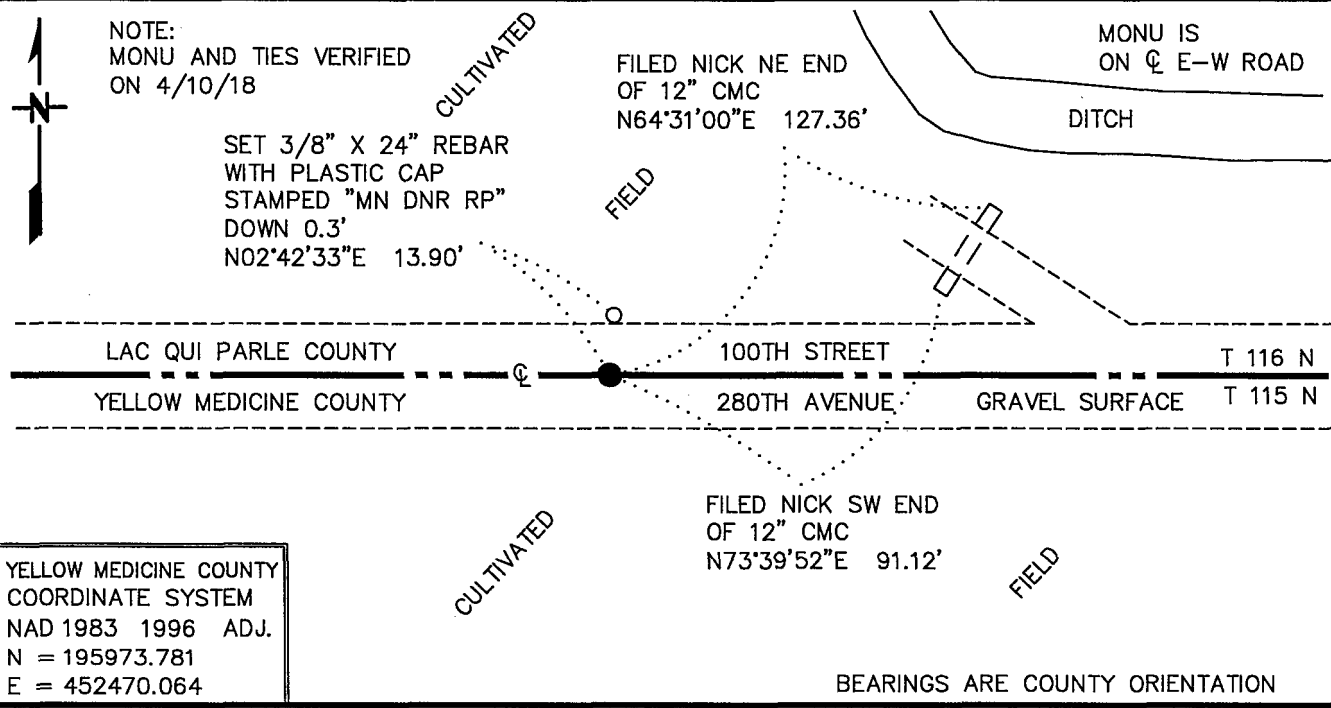 NOTE:
MONU AND TIES VERIFIED
ON 4/10/18
N
CULTIVATED
FIELD
SET 3/8" X 24" REBAR
WITH PLASTIC CAP
STAMPED "MN DNR RP"
DOWN 0.3'
N02°42'33"E 13.90'
FILED NICK NE END
OF 12" CMC
N64°31'00"E 127.36'
MONU IS
ON ℄ E-W ROAD
DITCH
LAC QUI PARLE COUNTY 100TH STREET T 116 N
℄
YELLOW MEDICINE COUNTY 280TH AVENUE GRAVEL SURFACE T 115 N
FILED NICK SW END
OF 12" CMC
N73°39'52"E 91.12'
CULTIVATED
FIELD
YELLOW MEDICINE COUNTY
COORDINATE SYSTEM
NAD 1983 1996 ADJ.
N = 195973.781
E = 452470.064
BEARINGS ARE COUNTY ORIENTATION